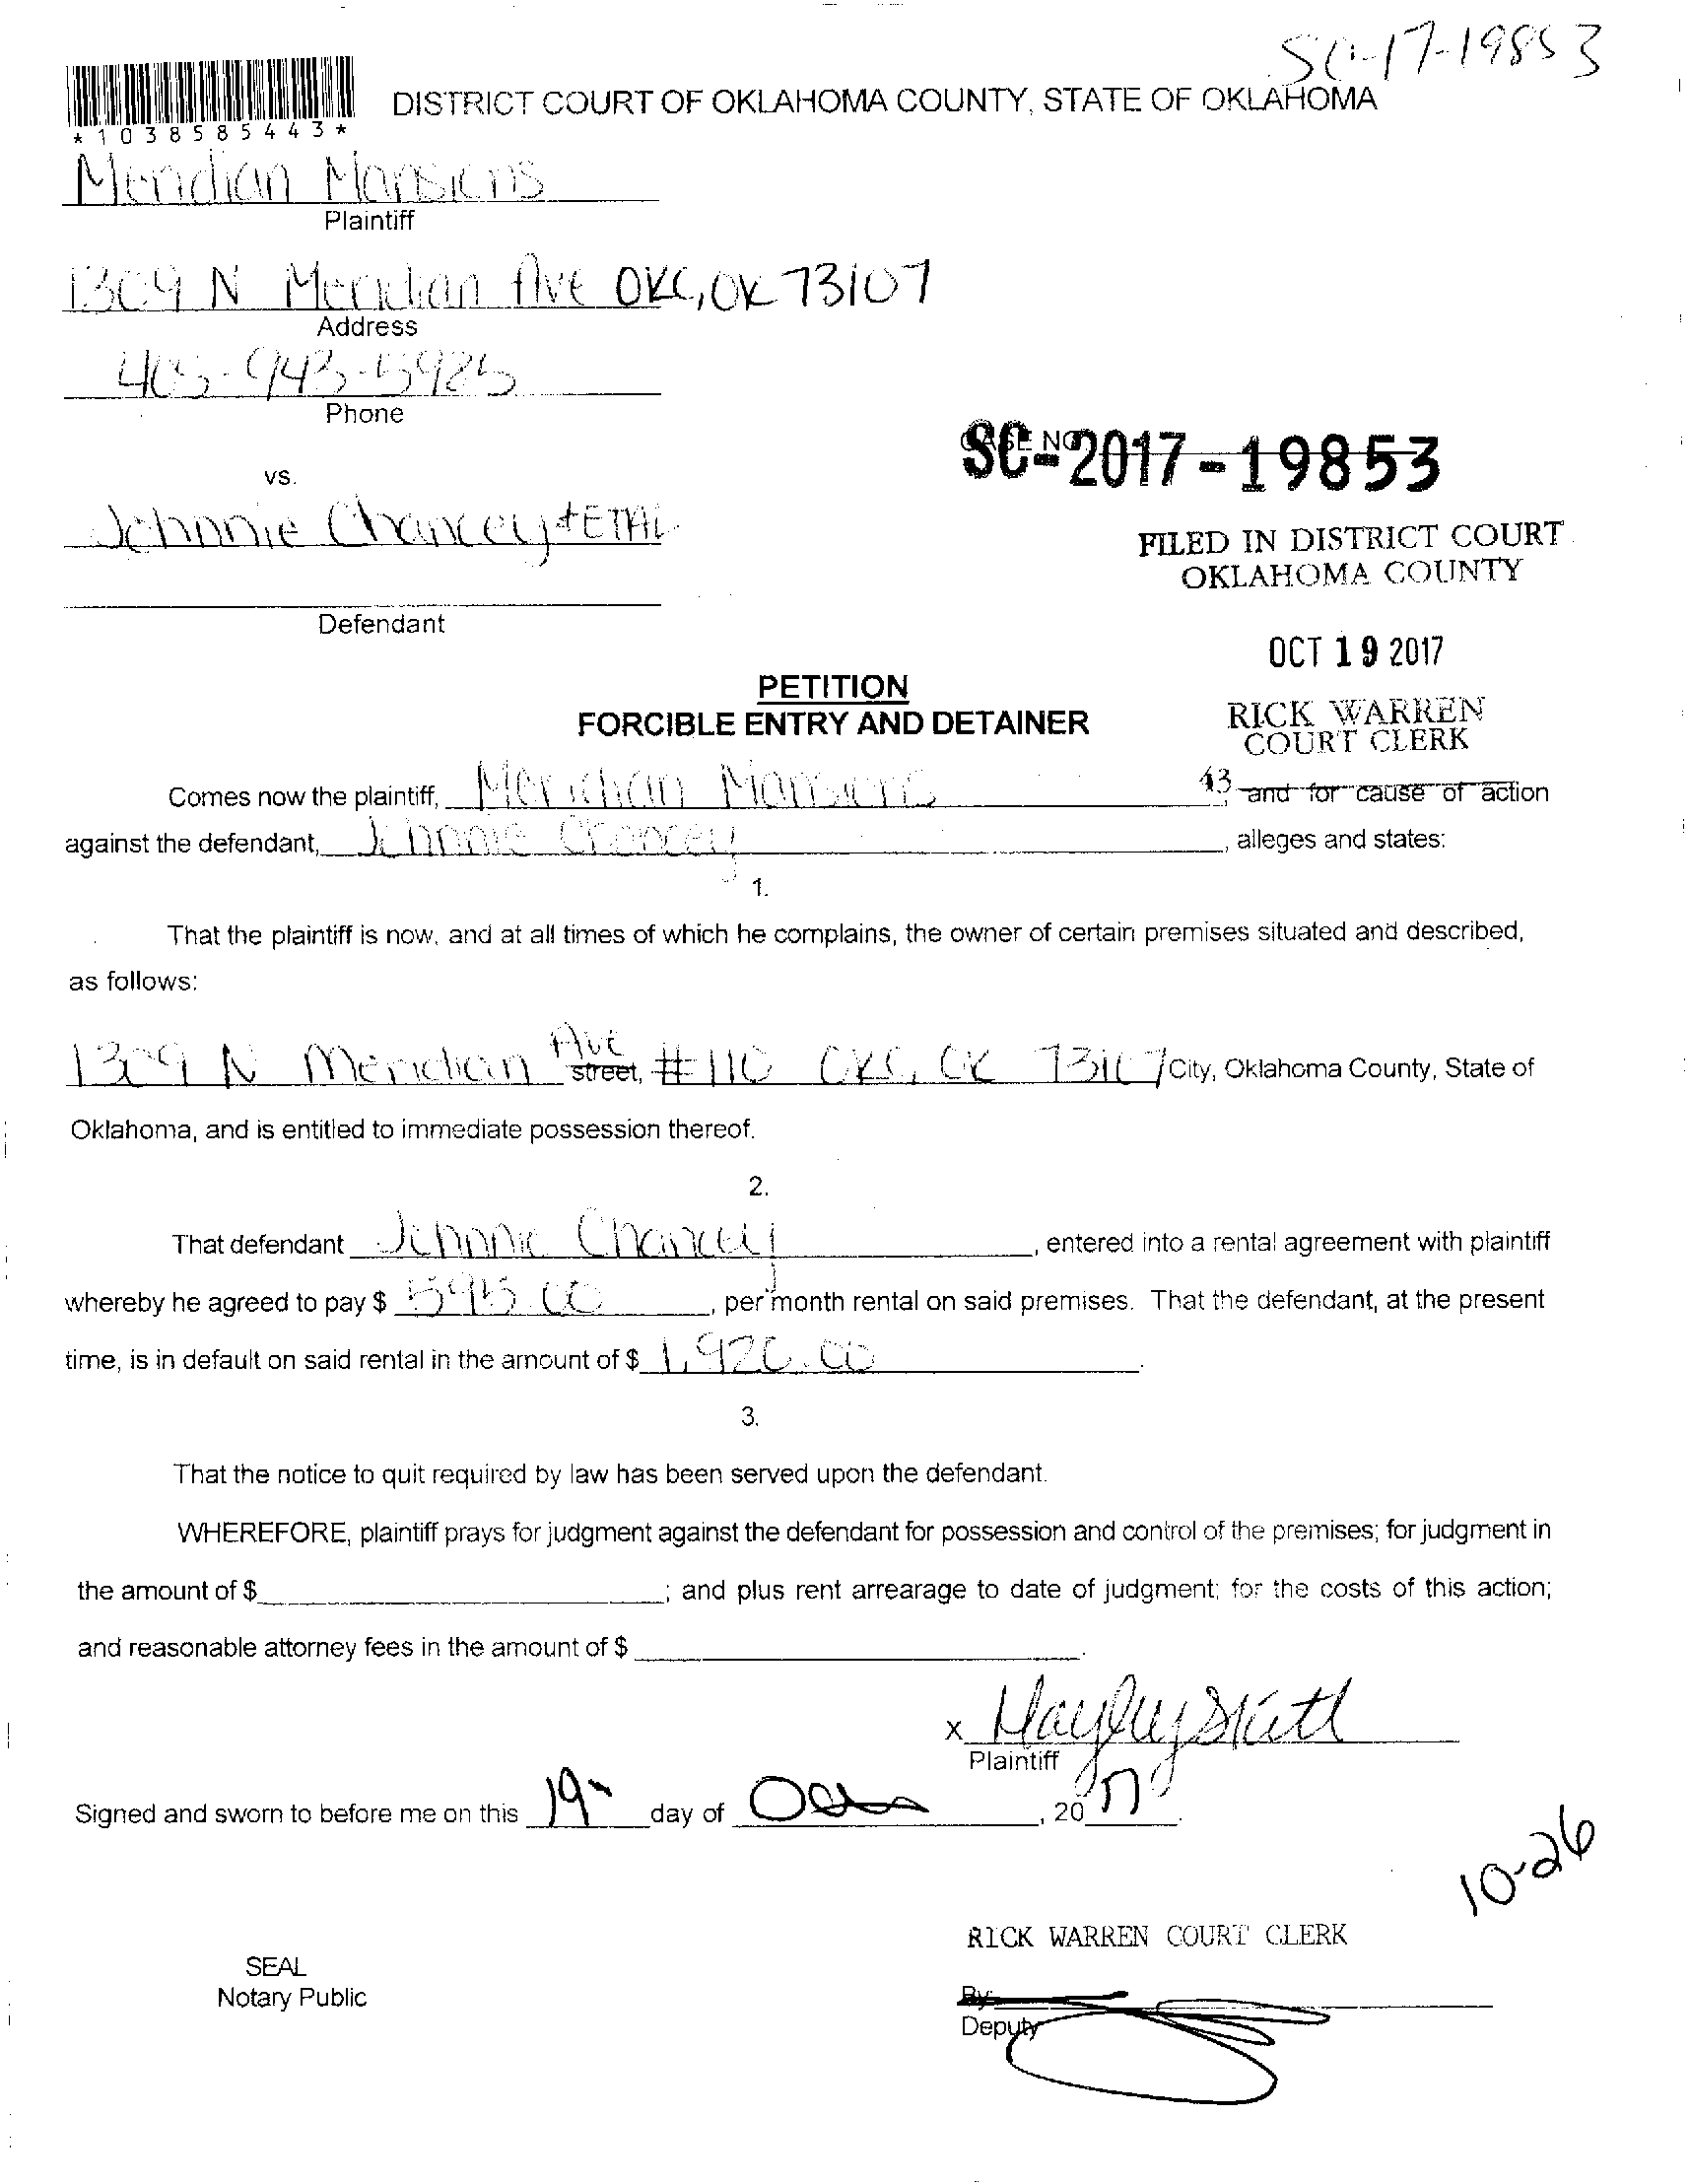 SC-17-19853
*1038585443*
DISTRICT COURT OF OKLAHOMA COUNTY, STATE OF OKLAHOMA
Meridian Mansions
Plaintiff
1309 N Meridian Ave OKC, OK 73107
Address
405-943-5925
Phone
CASE NO.
SC-2017-19853
vs.
Johnnie Chancey + ETAL
FILED IN DISTRICT COURT
OKLAHOMA COUNTY
Defendant
OCT 19 2017
PETITION
FORCIBLE ENTRY AND DETAINER
RICK WARREN
COURT CLERK
43
Comes now the plaintiff, Meridian Mansions, and for cause of action
against the defendant, Johnnie Chancey, alleges and states:
1.
That the plaintiff is now, and at all times of which he complains, the owner of certain premises situated and described,
as follows:
1309 N Meridian Ave street, #110 OKC, OK 73107 City, Oklahoma County, State of
Oklahoma, and is entitled to immediate possession thereof.
2.
That defendant Johnnie Chancey, entered into a rental agreement with plaintiff
whereby he agreed to pay $ 595.00, per month rental on said premises. That the defendant, at the present
time, is in default on said rental in the amount of $ 1,920.00.
3.
That the notice to quit required by law has been served upon the defendant.
WHEREFORE, plaintiff prays for judgment against the defendant for possession and control of the premises; for judgment in
the amount of $; and plus rent arrearage to date of judgment; for the costs of this action;
and reasonable attorney fees in the amount of $.
x Hayley
Plaintiff
Signed and sworn to before me on this 19 day of Oct, 2017.
10-26
RICK WARREN COURT CLERK
SEAL
Notary Public
By:
Deputy